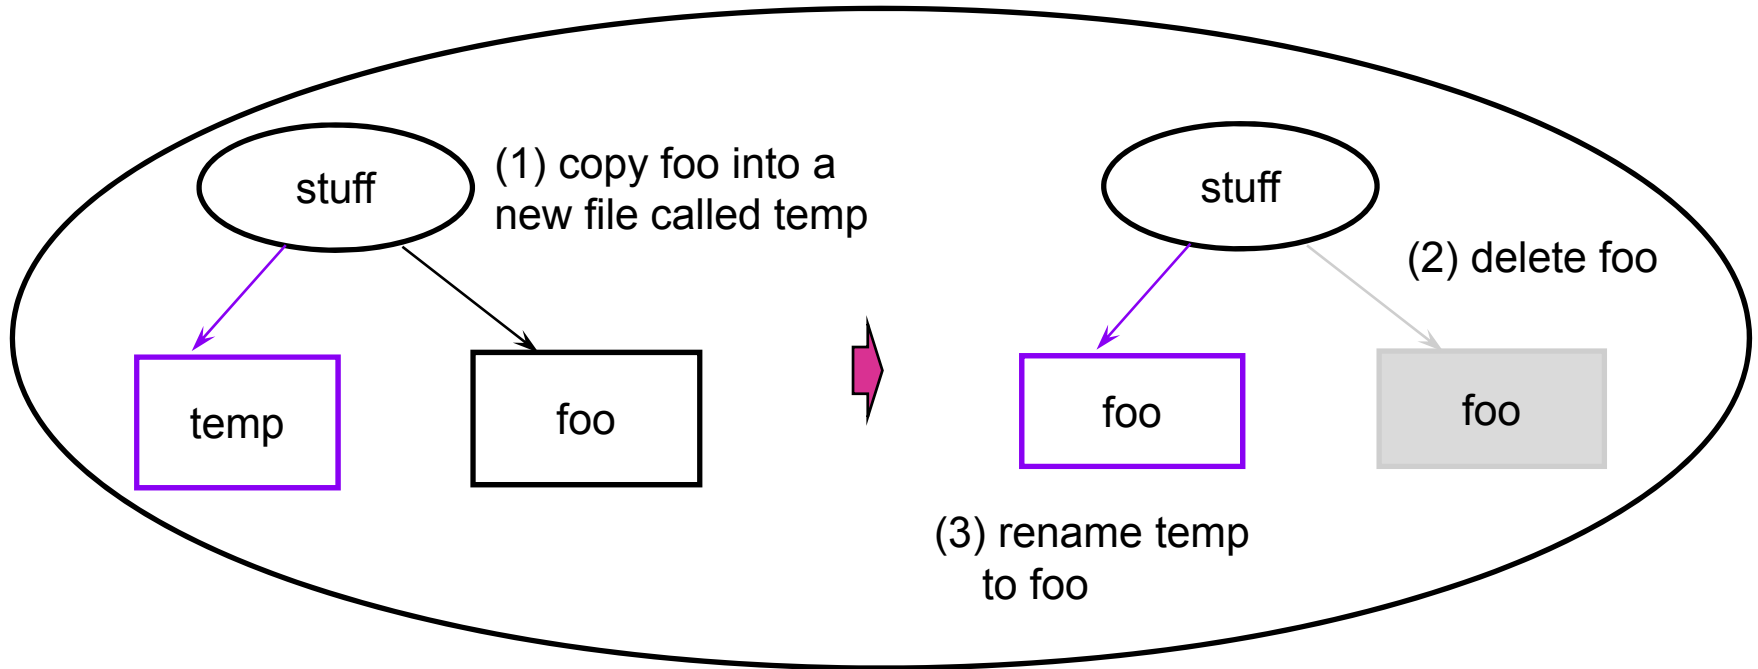 stuff
(1) copy foo into a
new file called temp
temp
foo
stuff
(2) delete foo
foo
foo
(3) rename temp
to foo